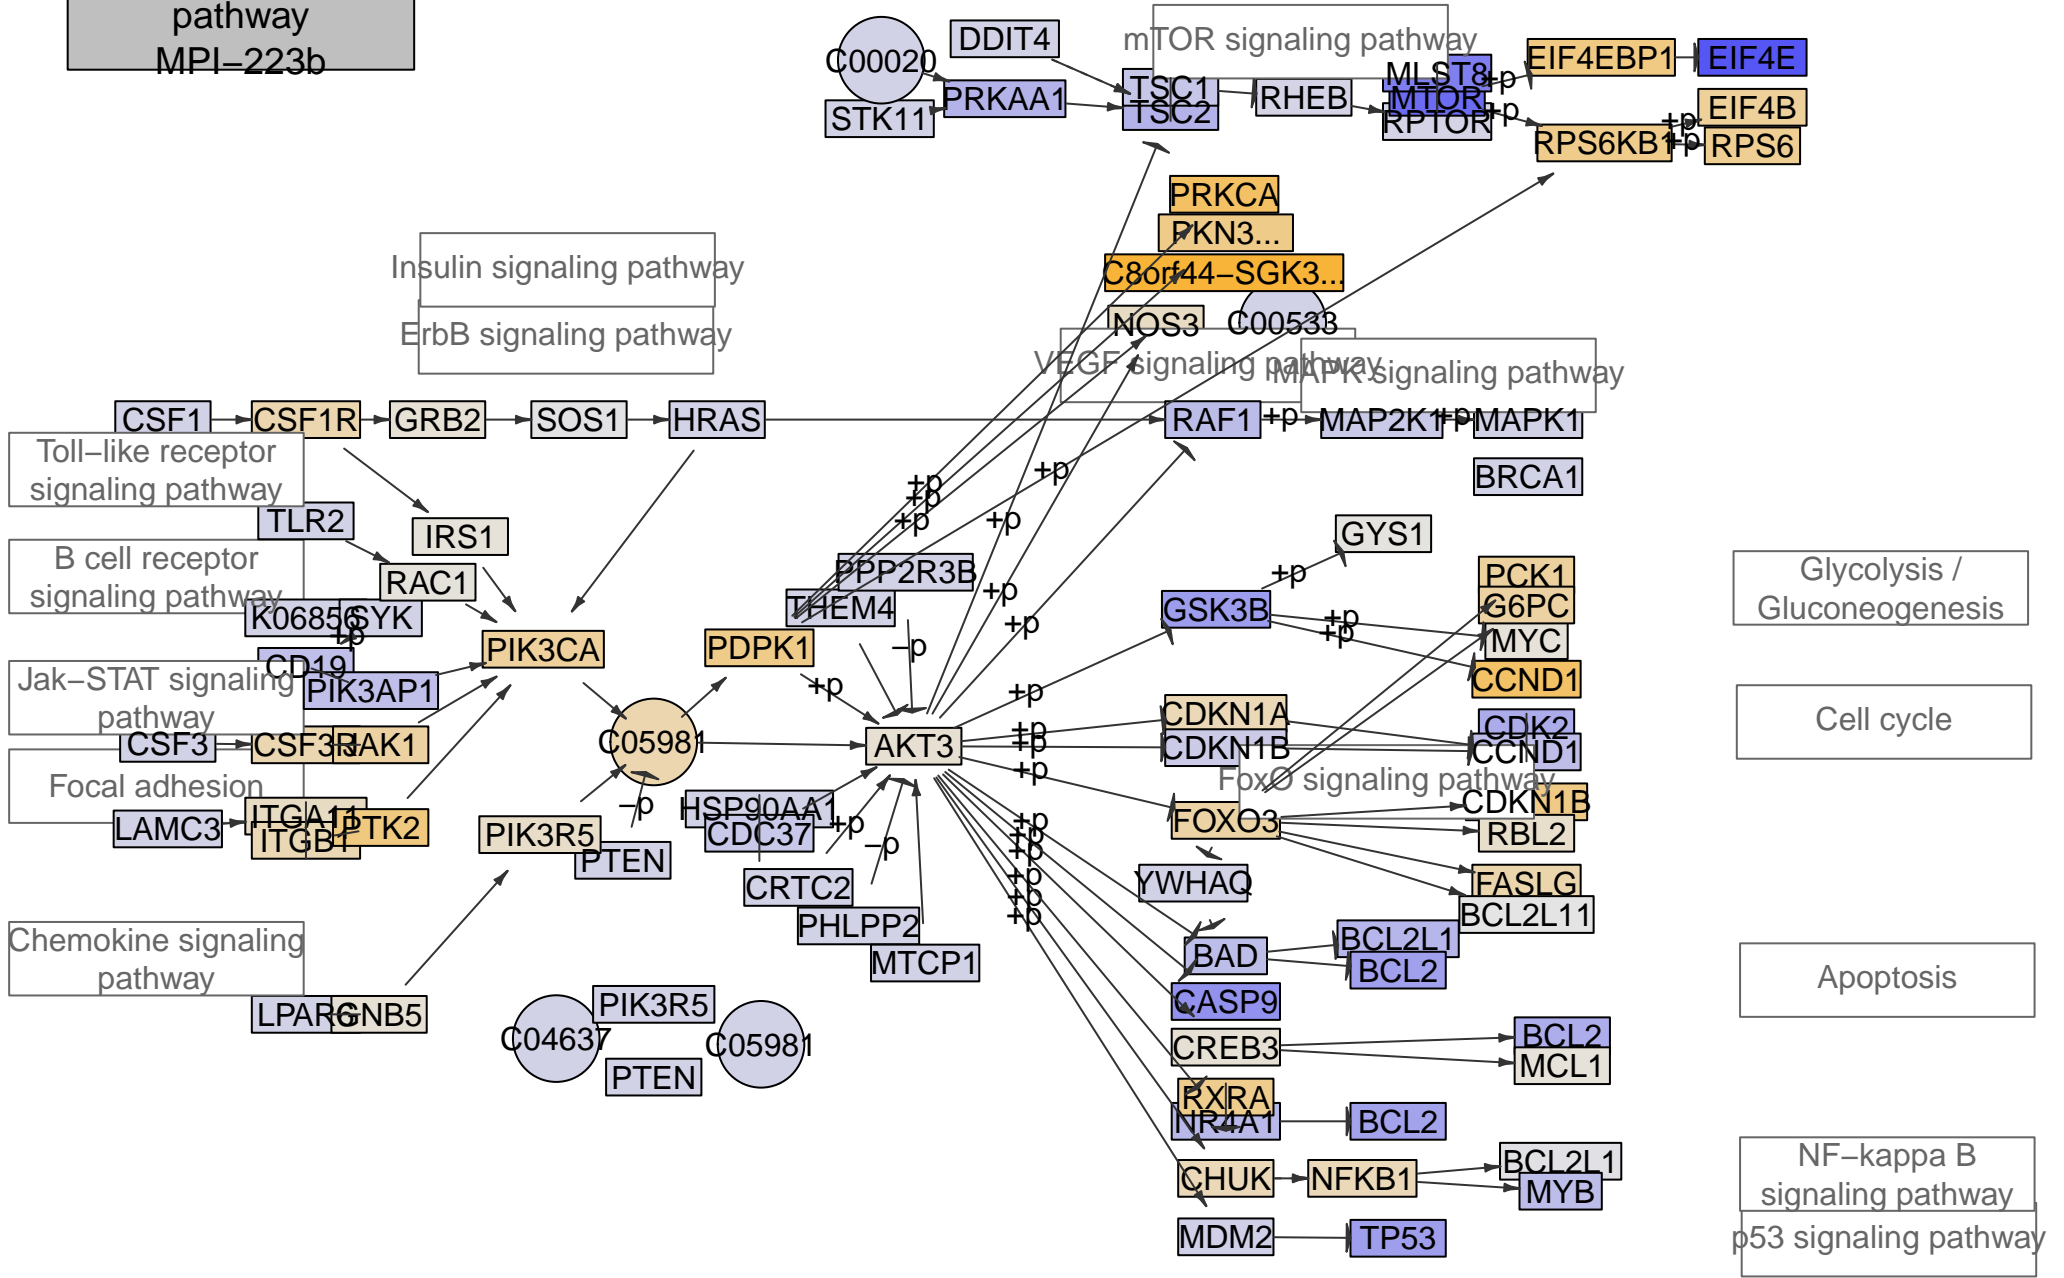 pathway
MPI−223b
C00020
DDIT4
STK11
PRKAA1
TSC1
TSC2
mTOR signaling pathway
RHEB
MLST8
MTOR
RPTOR
+p
+p
EIF4EBP1
EIF4E
RPS6KB1
+p
+p
EIF4B
RPS6
PRKCA
PKN3...
C8orf44−SGK3...
NOS3
C00533
Insulin signaling pathway
ErbB signaling pathway
VEGF signaling pathway
MAPK signaling pathway
CSF1
CSF1R
GRB2
SOS1
HRAS
RAF1
+p
MAP2K1
+p
MAPK1
BRCA1
Toll−like receptor
signaling pathway
TLR2
IRS1
RAC1
B cell receptor
signaling pathway
K06856
SYK
+p
CD19
PIK3AP1
Jak−STAT signaling
pathway
CSF3
CSF3R
JAK1
Focal adhesion
LAMC3
ITGA11
ITGB1
PTK2
PIK3CA
PDPK1
THEM4
PPP2R3B
+p
+p
+p
+p
+p
+p
+p
−p
+p
C05981
AKT3
PIK3R5
PTEN
−p
HSP90AA1
CDC37
+p
−p
CRTC2
PHLPP2
MTCP1
Chemokine signaling
pathway
LPAR6
GNB5
C04637
PIK3R5
PTEN
C05981
+p
+p
+p
+p
+p
+p
+p
+p
+p
+p
GSK3B
+p
GYS1
+p
+p
PCK1
G6PC
MYC
CCND1
CDKN1A
CDKN1B
CDK2
CCND1
FoxO signaling pathway
FOXO3
CDKN1B
RBL2
FASLG
BCL2L11
YWHAQ
BAD
BCL2L1
BCL2
CASP9
CREB3
BCL2
MCL1
RXRA
NR4A1
BCL2
CHUK
NFKB1
BCL2L1
MYB
MDM2
TP53
Glycolysis /
Gluconeogenesis
Cell cycle
Apoptosis
NF−kappa B
signaling pathway
p53 signaling pathway